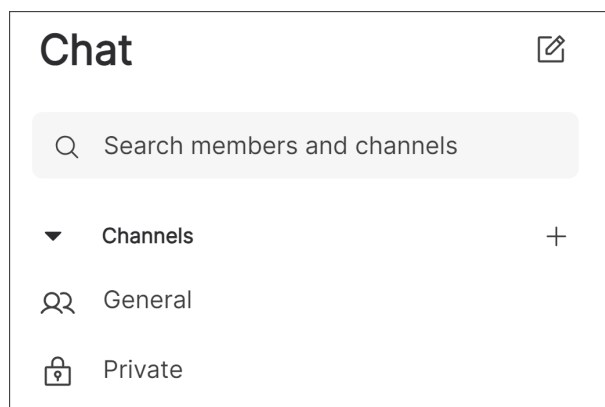 Chat
Search members and channels
Channels
General
Private